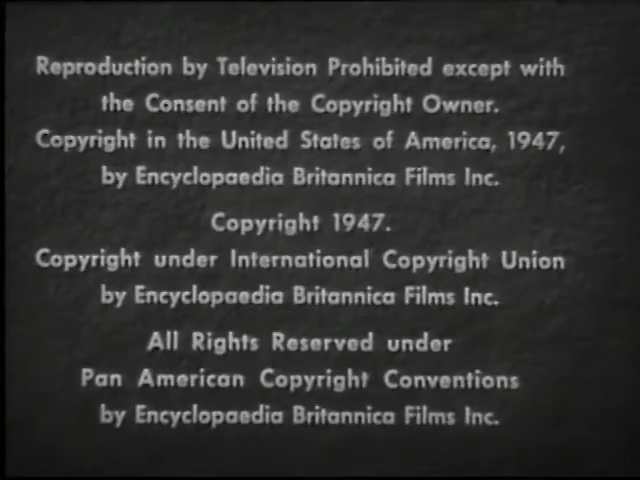 Reproduction by Television Prohibited except with
the Consent of the Copyright Owner.
Copyright in the United States of America, 1947,
by Encyclopaedia Britannica Films Inc.
Copyright 1947.
Copyright under International Copyright Union
by Encyclopaedia Britannica Films Inc.
All Rights Reserved under
Pan American Copyright Conventions
by Encyclopaedia Britannica Films Inc.